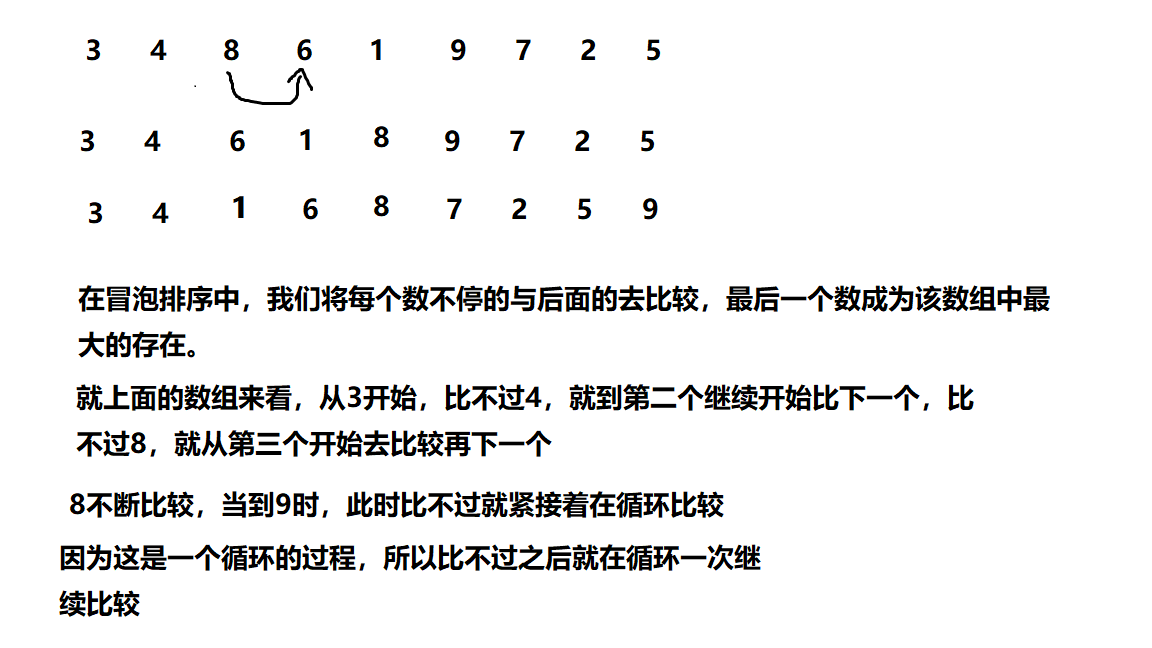 3 4 8 6 1 9 7 2 5
3 4 6 1 8 9 7 2 5
3 4 1 6 8 7 2 5 9
在冒泡排序中，我们将每个数不停的与后面的去比较，最后一个数成为该数组中最
大的存在。
就上面的数组来看，从3开始，比不过4，就到第二个继续开始比下一个，比
不过8，就从第三个开始去比较再下一个
8不断比较，当到9时，此时比不过就紧接着在循环比较
因为这是一个循环的过程，所以比不过之后就在循环一次继
续比较